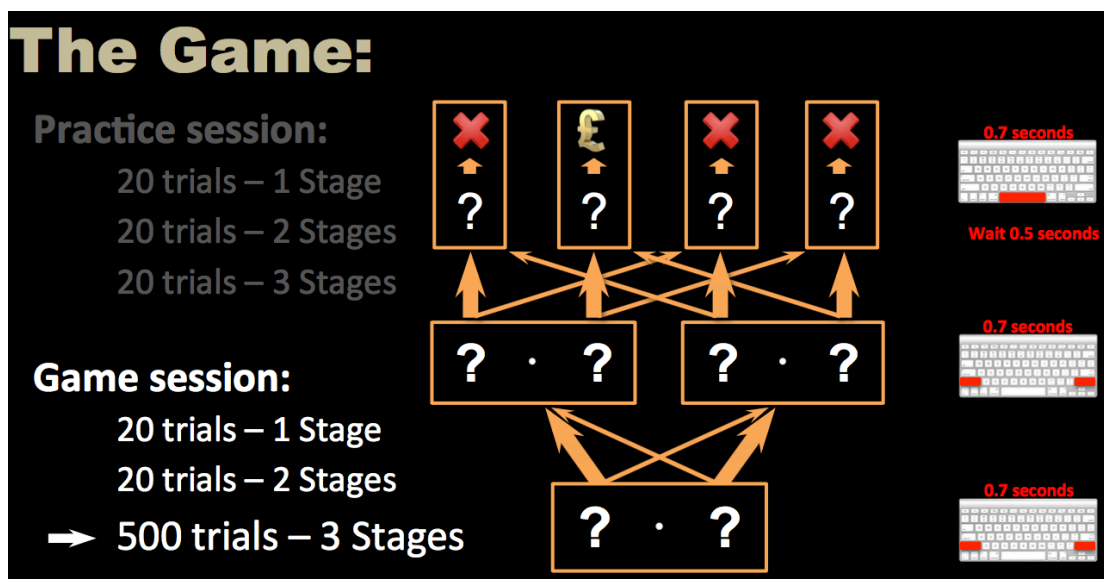 The Game:
Practice session:
20 trials – 1 Stage
20 trials – 2 Stages
20 trials – 3 Stages
Game session:
20 trials – 1 Stage
20 trials – 2 Stages
500 trials – 3 Stages
£
? ? ? ?
? · ? ? · ?
? · ?
0.7 seconds
Wait 0.5 seconds
0.7 seconds
0.7 seconds